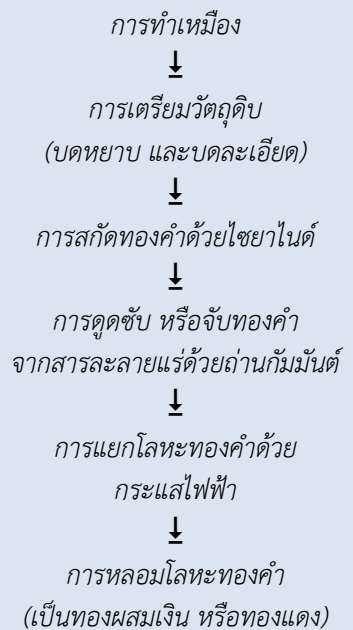 การทำเหมือง
การเตรียมวัตถุดิบ
(บดหยาบ และบดละเอียด)
การสกัดทองคำด้วยไซยาไนด์
การดูดซับ หรือจับทองคำ
จากสารละลายแร่ด้วยถ่านกัมมันต์
การแยกโลหะทองคำด้วย
กระแสไฟฟ้า
การหลอมโลหะทองคำ
(เป็นทองผสมเงิน หรือทองแดง)